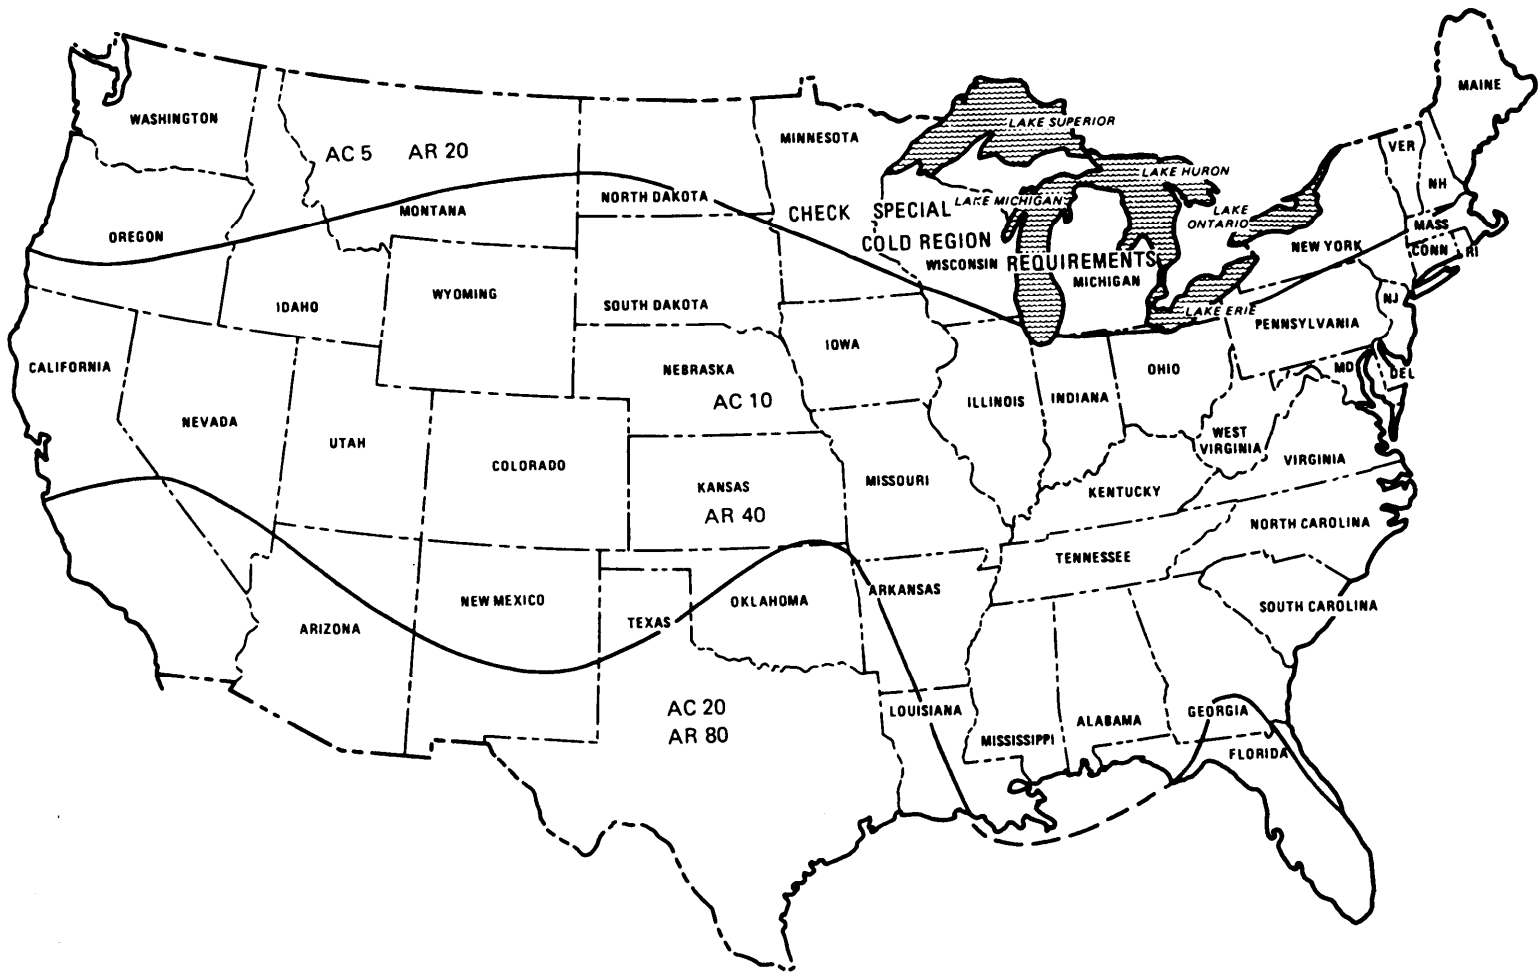 MAINE
WASHINGTON
LAKE SUPERIOR
MINNESOTA
VER
AC 5 AR 20
LAKE HURON
NH
NORTH DAKOTA
LAKE MICHIGAN
MONTANA
CHECK SPECIAL
LAKE
ONTARIO
MASS
OREGON
COLD REGION
NEW YORK
CONN
RI
WISCONSIN
REQUIREMENTS
MICHIGAN
WYOMING
IDAHO
SOUTH DAKOTA
NJ
LAKE ERIE
PENNSYLVANIA
IOWA
CALIFORNIA
NEBRASKA
OHIO
MD
DEL
AC 10
ILLINOIS
INDIANA
NEVADA
UTAH
WEST
VIRGINIA
COLORADO
VIRGINIA
KANSAS
MISSOURI
KENTUCKY
AR 40
NORTH CAROLINA
TENNESSEE
ARKANSAS
NEW MEXICO
OKLAHOMA
SOUTH CAROLINA
ARIZONA
TEXAS
AC 20
AR 80
LOUISIANA
GEORGIA
ALABAMA
MISSISSIPPI
FLORIDA